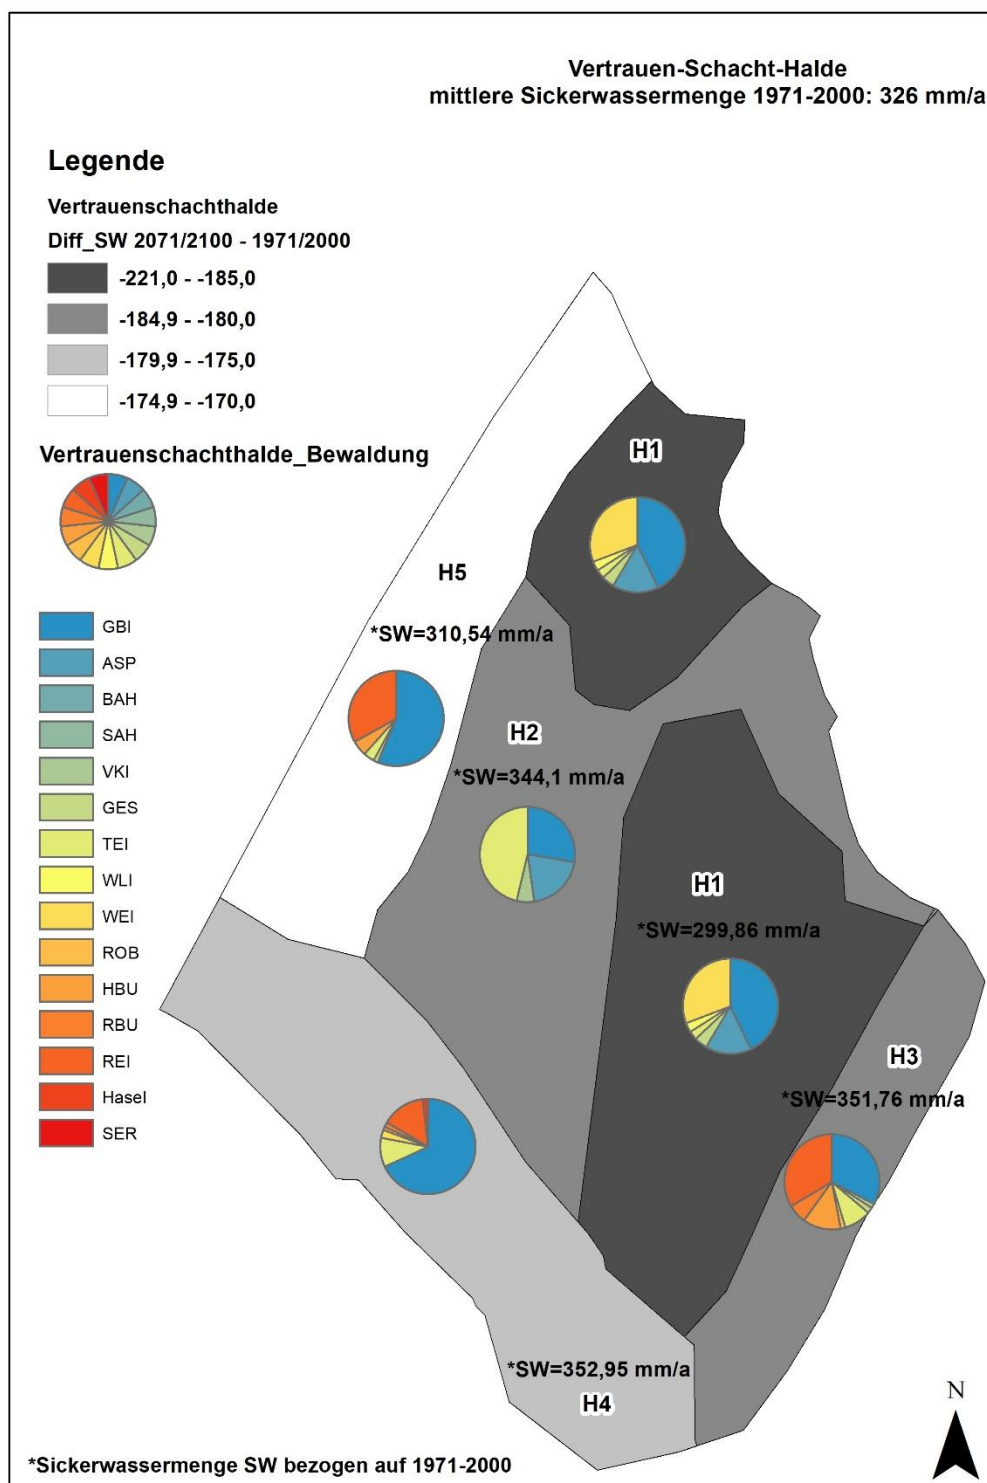 Vertrauen-Schacht-Halde
mittlere Sickerwassermenge 1971-2000: 326 mm/a
Legende
Vertrauenschachthalde
Diff_SW 2071/2100 - 1971/2000
-221,0 - -185,0
-184,9 - -180,0
-179,9 - -175,0
-174,9 - -170,0
Vertrauenschachthalde_Bewaldung
GBI
ASP
BAH
SAH
VKI
GES
TEI
WLI
WEI
ROB
HBU
RBU
REI
Hasel
SER
H1
H5
*SW=310,54 mm/a
H2
*SW=344,1 mm/a
H1
*SW=299,86 mm/a
H3
*SW=351,76 mm/a
*SW=352,95 mm/a
H4
N
*Sickerwassermenge SW bezogen auf 1971-2000